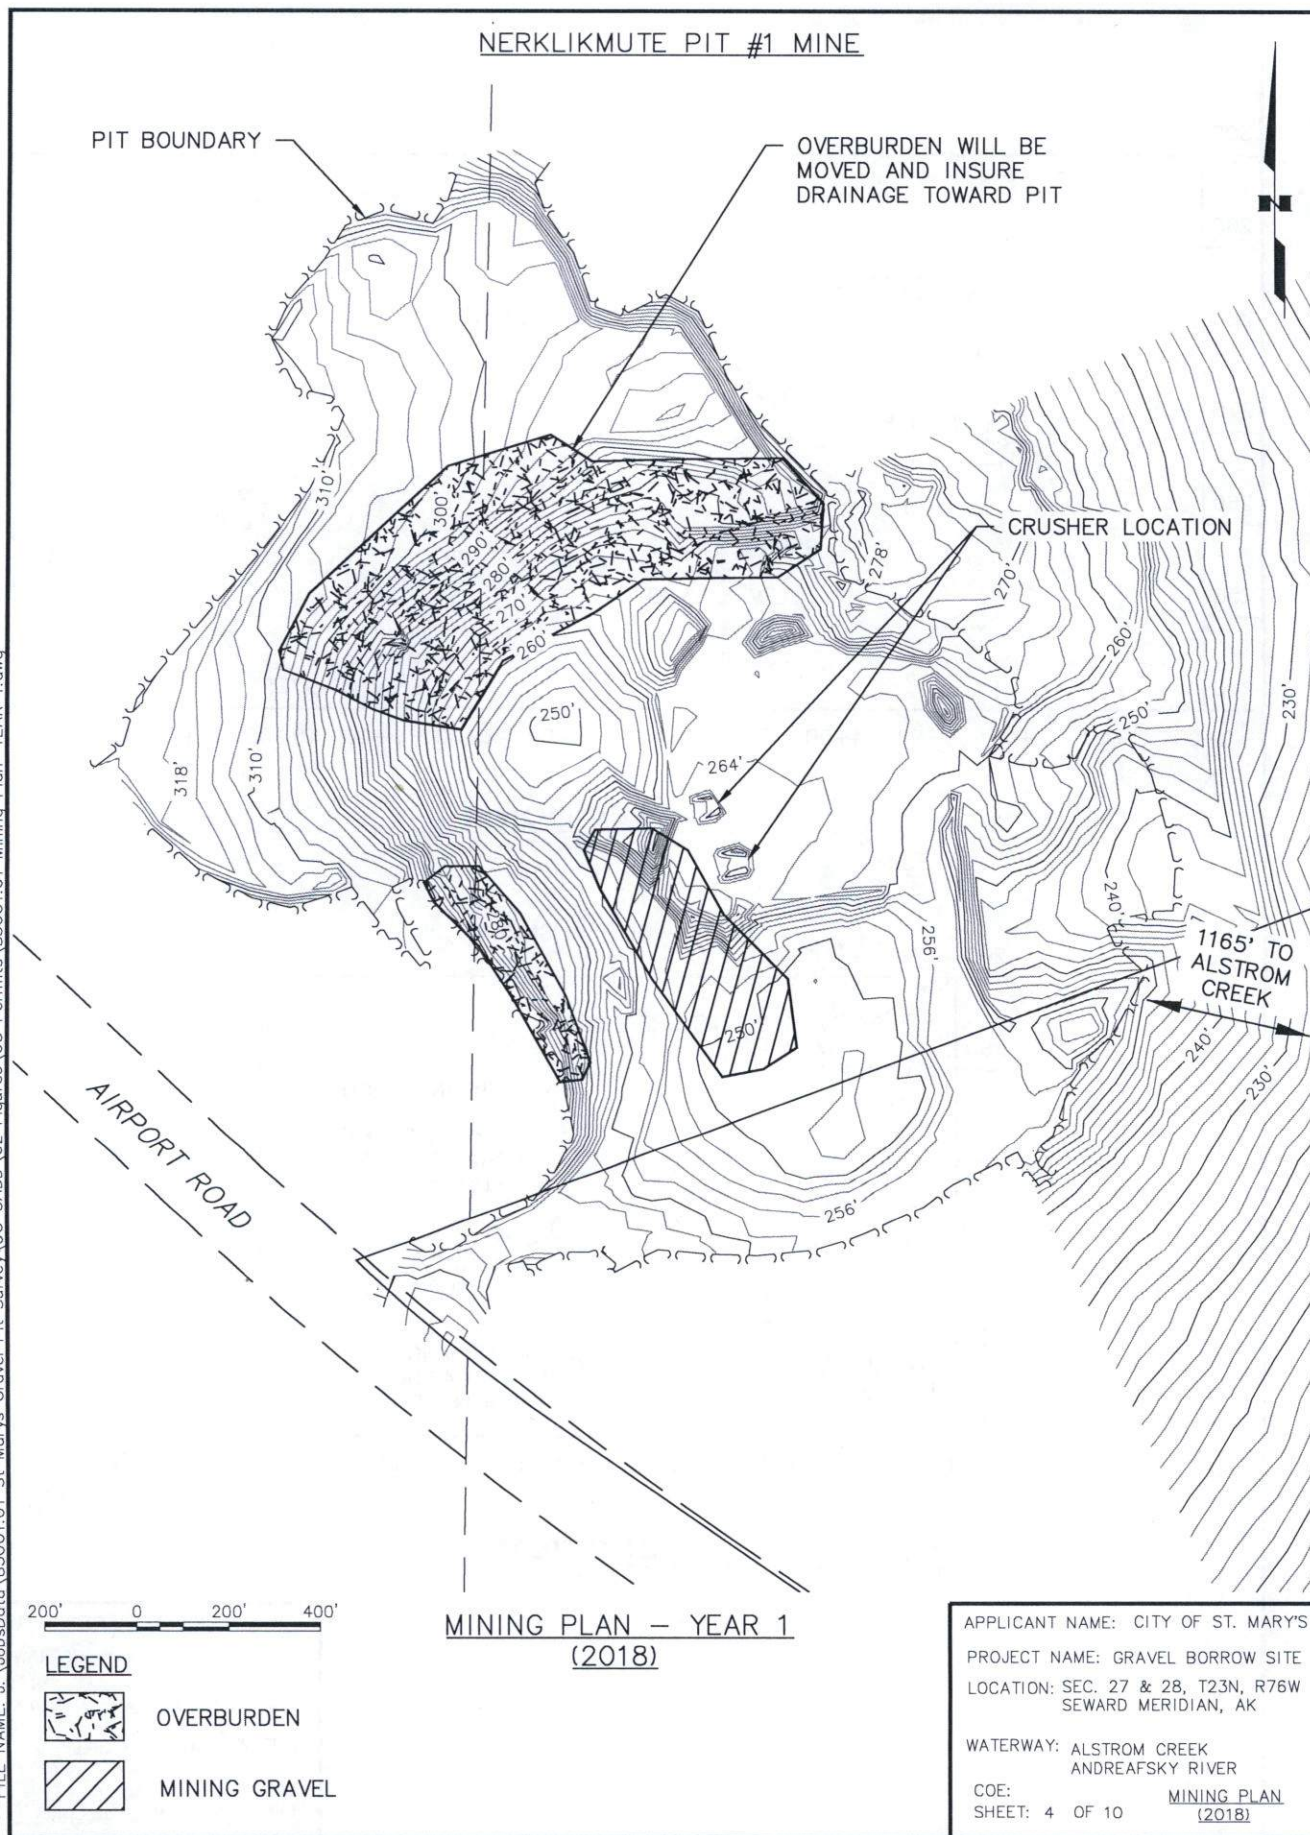 NERKLIKMUTE PIT #1 MINE
PIT BOUNDARY
OVERBURDEN WILL BE
MOVED AND INSURE
DRAINAGE TOWARD PIT
N
310'
300'
290'
280'
270'
260'
CRUSHER LOCATION
278'
270'
260'
250'
230'
250'
264'
318'
310'
280'
240'
256'
1165' TO
ALSTROM
CREEK
250'
240'
230'
256'
AIRPORT ROAD
200' 0 200' 400'
MINING PLAN – YEAR 1
(2018)
LEGEND
OVERBURDEN
MINING GRAVEL
APPLICANT NAME: CITY OF ST. MARY'S
PROJECT NAME: GRAVEL BORROW SITE
LOCATION: SEC. 27 & 28, T23N, R76W
SEWARD MERIDIAN, AK
WATERWAY: ALSTROM CREEK
ANDREAFSKY RIVER
COE:
SHEET: 4 OF 10
MINING PLAN
(2018)